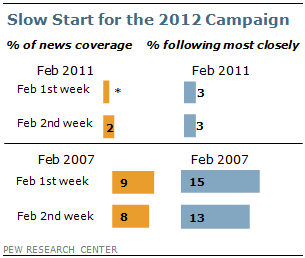 Slow Start for the 2012 Campaign
% of news coverage % following most closely
Feb 2011 Feb 2011
Feb 1st week * 3
Feb 2nd week 2 3
Feb 2007 Feb 2007
Feb 1st week 9 15
Feb 2nd week 8 13
PEW RESEARCH CENTER